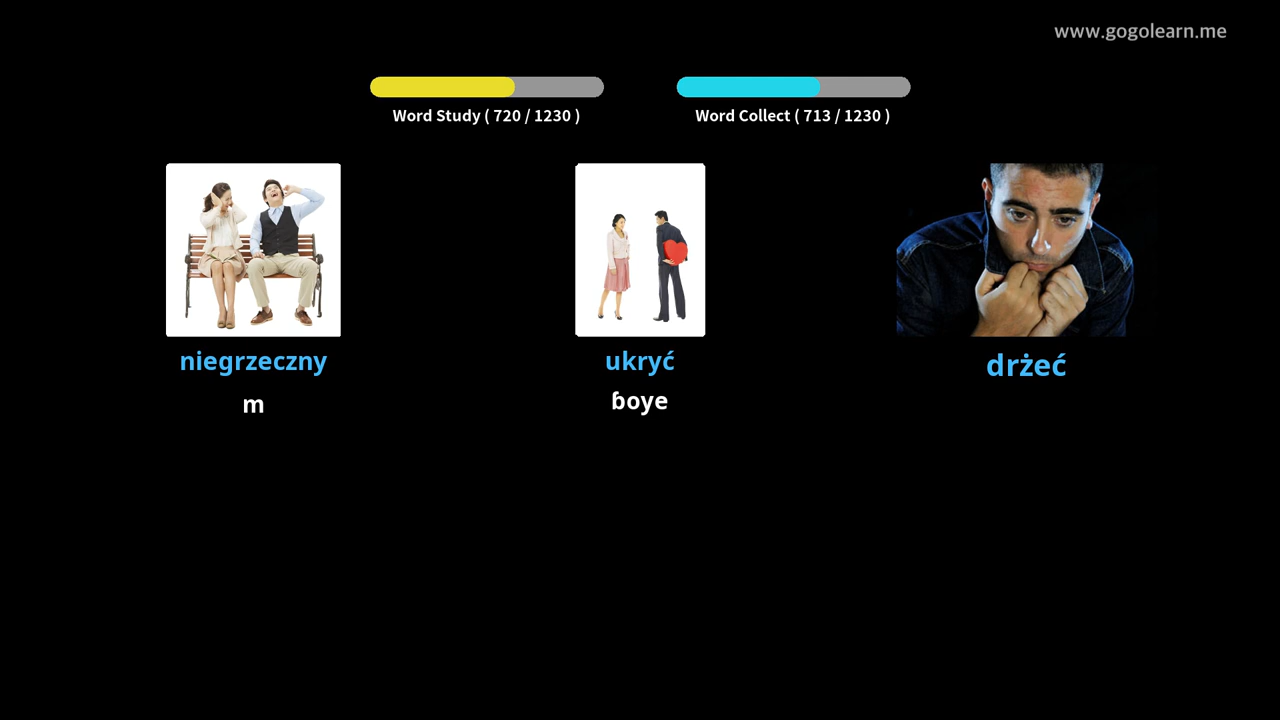 www.gogolearn.me
Word Study ( 720 / 1230 )
Word Collect ( 713 / 1230 )
niegrzeczny
m
ukryć
ɓoye
drżeć